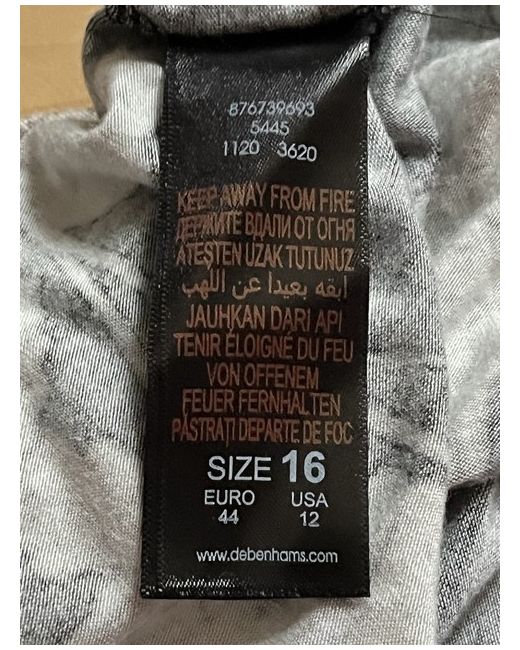 876739693
5445
1120 3620
KEEP AWAY FROM FIRE
ДЕРЖИТЕ ВДАЛИ ОТ ОГНЯ
ATEŞTEN UZAK TUTUNUZ
ابقه بعيدا عن اللهب
JAUHKAN DARI API
TENIR ÉLOIGNÉ DU FEU
VON OFFENEM
FEUER FERNHALTEN
PĂSTRAŢI DEPARTE DE FOC
SIZE 16
EURO USA
44 12
www.debenhams.com